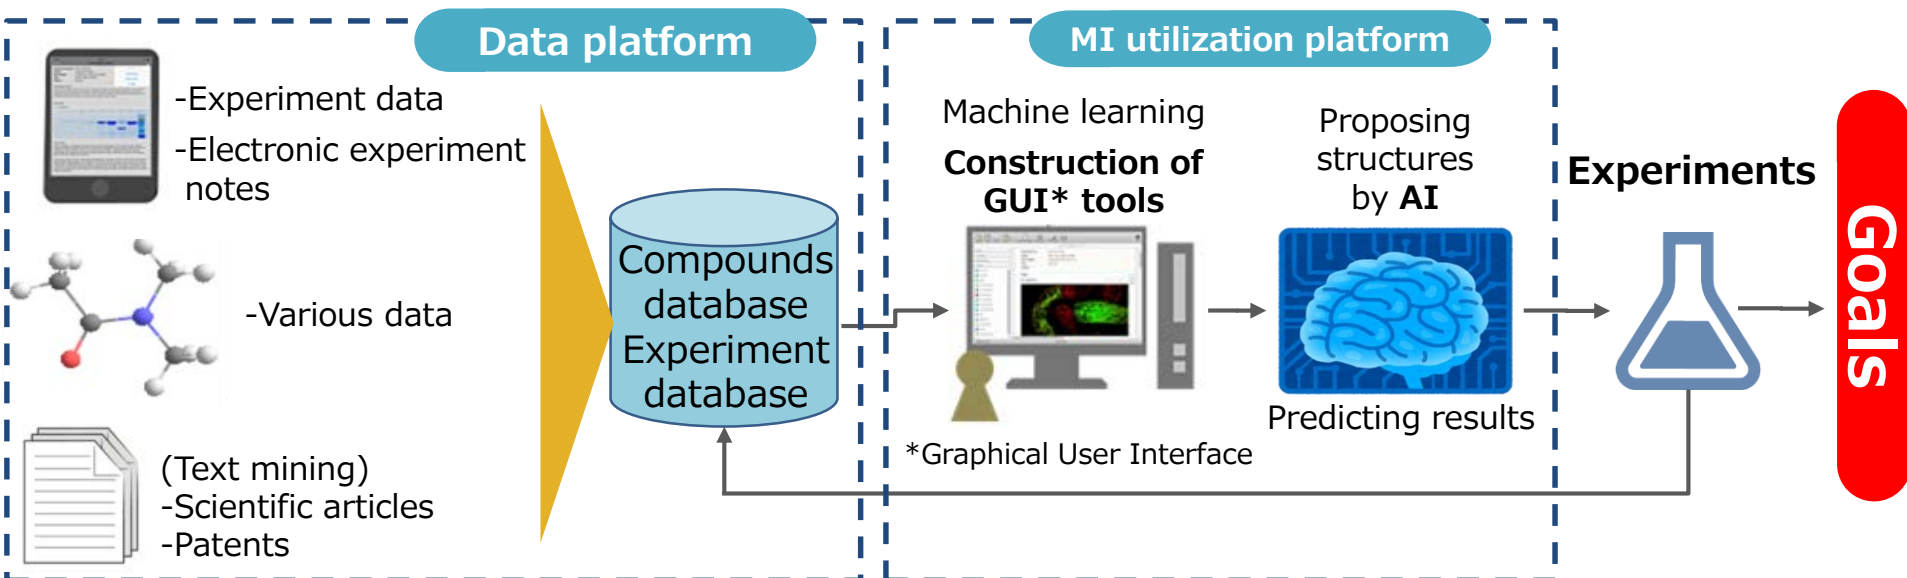 Data platform
-Experiment data
-Electronic experiment
notes
-Various data
(Text mining)
-Scientific articles
-Patents
Compounds
database
Experiment
database
MI utilization platform
Machine learning
Construction of
GUI* tools
*Graphical User Interface
Proposing
structures
by AI
Predicting results
Experiments
Goals